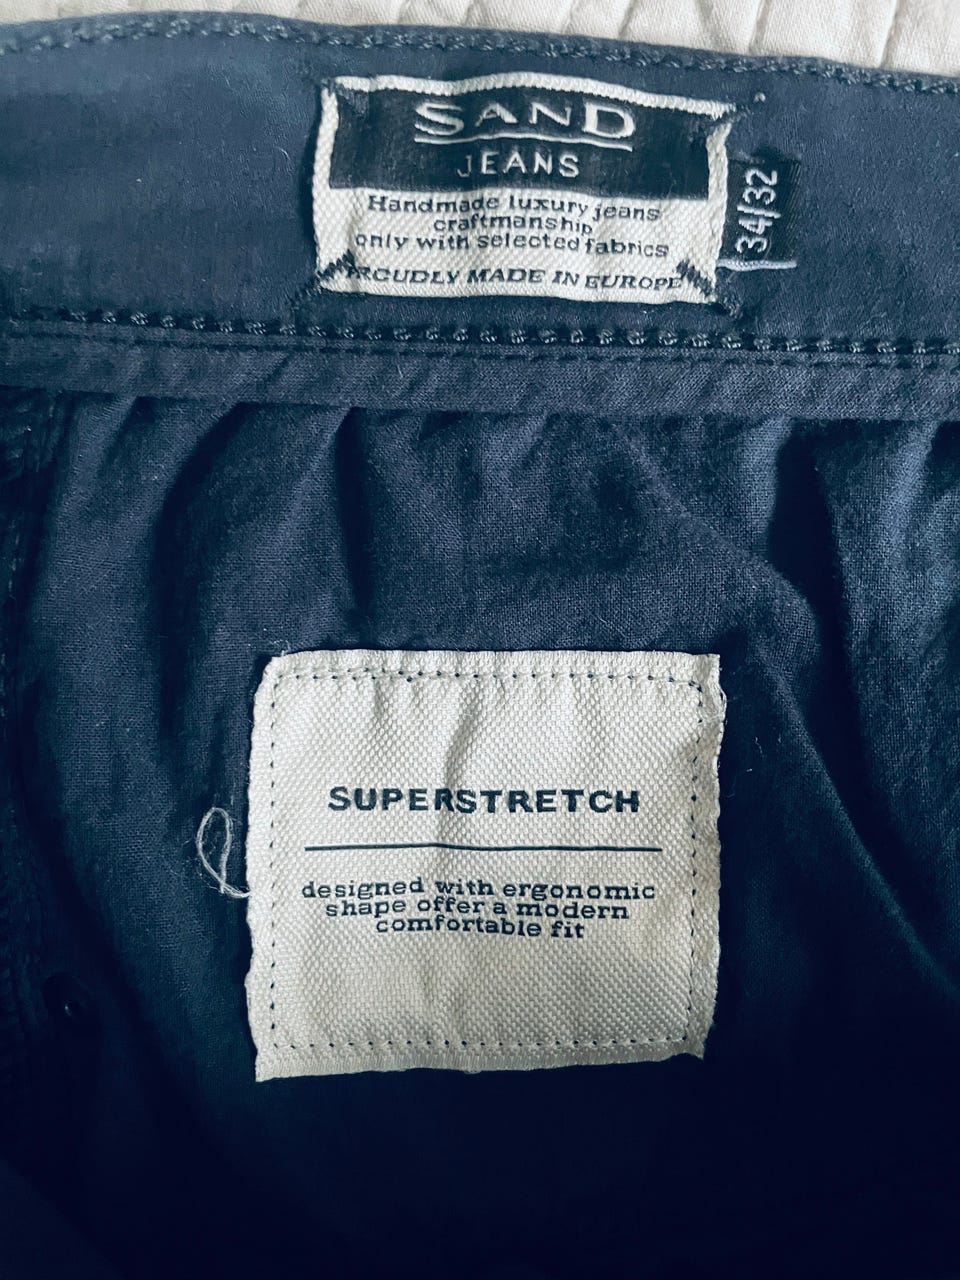 SAND
JEANS
Handmade luxury jeans
craftmanship
only with selected fabrics
PROUDLY MADE IN EUROPE
34/32
SUPERSTRETCH
designed with ergonomic
shape offer a modern
comfortable fit